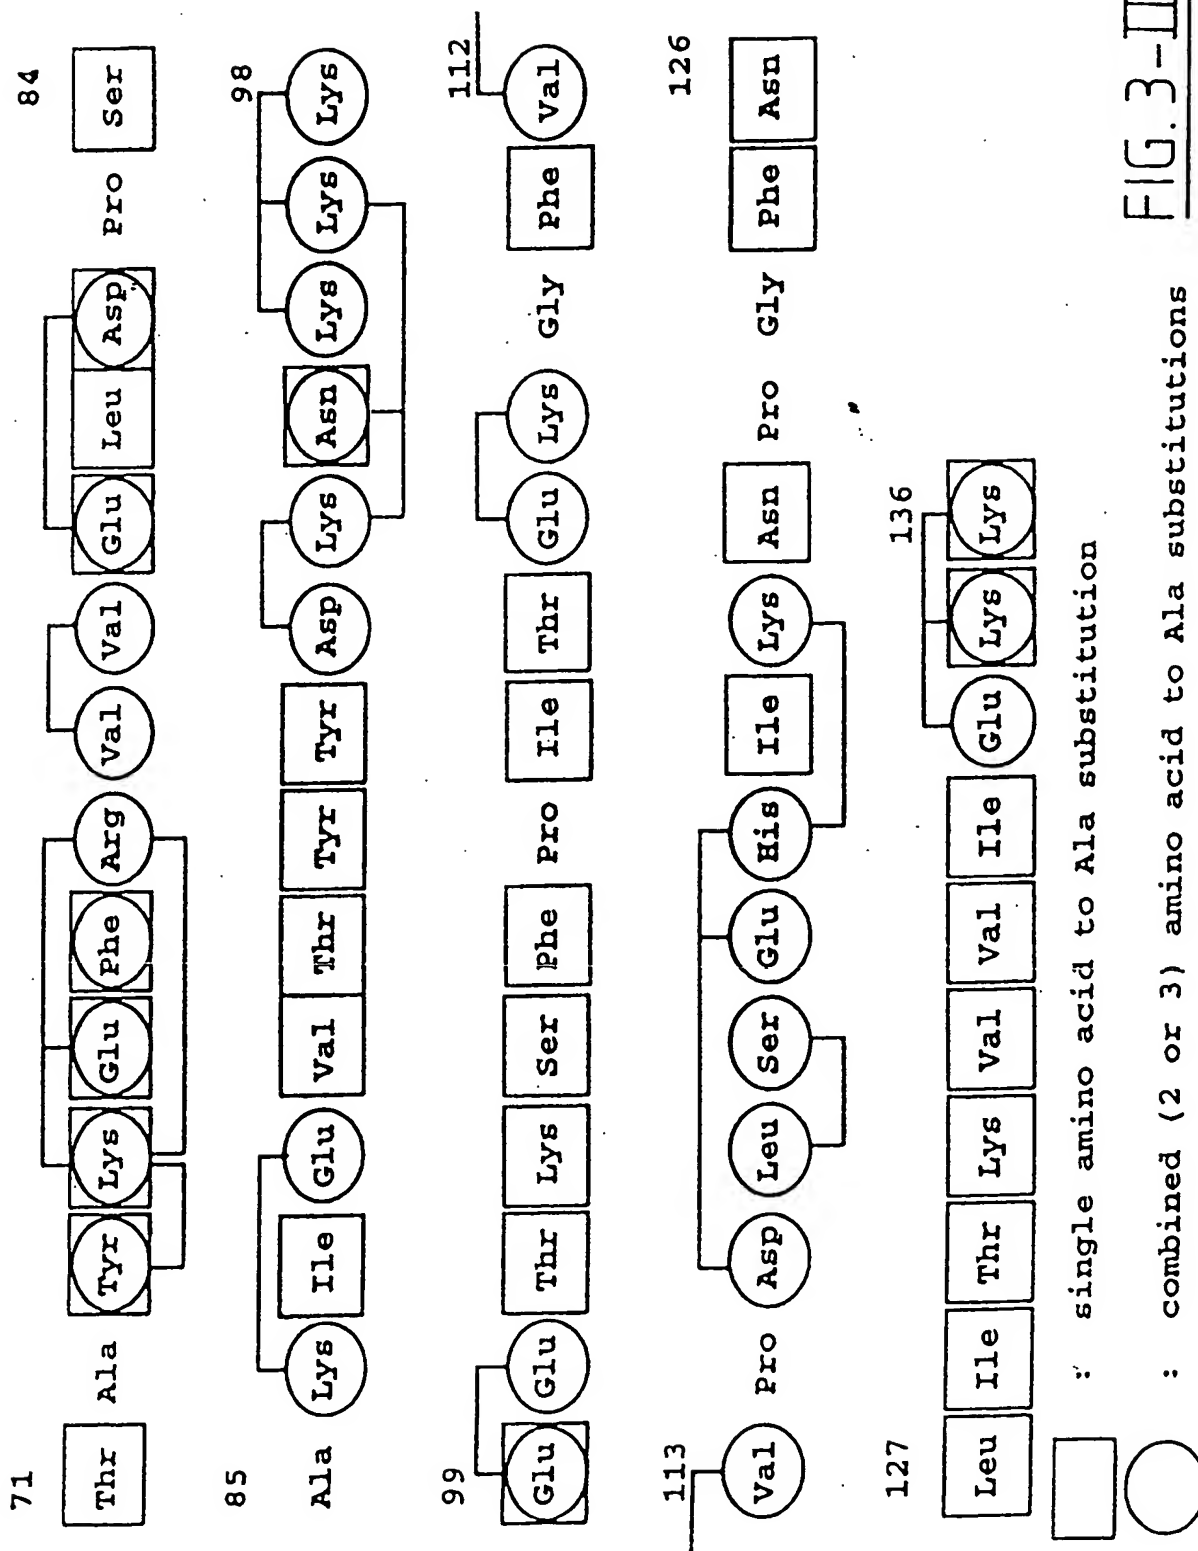 71 84
Thr Ala Tyr Lys Glu Phe Arg Val Val Glu Leu Asp Pro Ser
85 98
Ala Lys Ile Glu Val Thr Tyr Tyr Asp Lys Asn Lys Lys Lys
99 112
Glu Glu Thr Lys Ser Phe Pro Ile Thr Glu Lys Gly Phe Val
113 126
Val Pro Asp Leu Ser Glu His Ile Lys Asn Pro Gly Phe Asn
127 136
Leu Ile Thr Lys Val Val Ile Glu Lys Lys
: single amino acid to Ala substitution
: combined (2 or 3) amino acid to Ala substitutions
FIG. 3-II